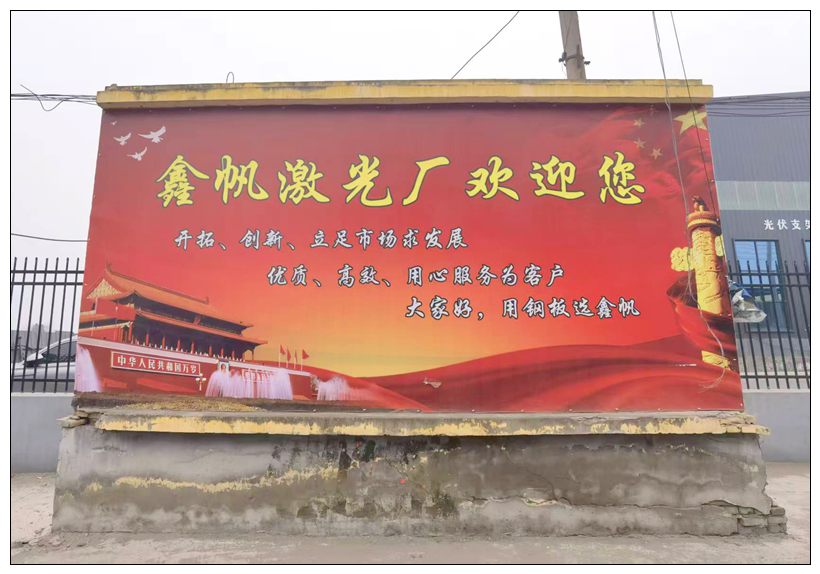 鑫帆激光厂欢迎您
开拓、创新、立足市场求发展
优质、高效、用心服务为客户
大家好，用钢板选鑫帆
中华人民共和国万岁
光伏支架